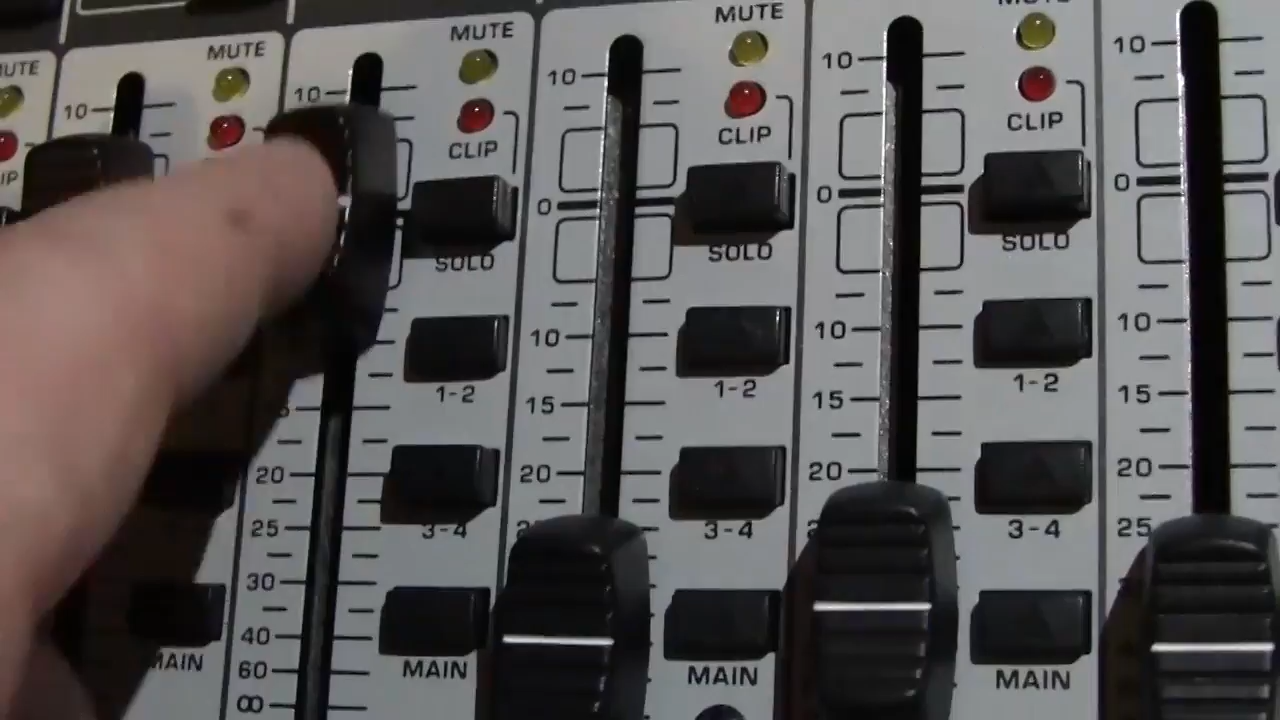 MUTE MUTE MUTE MUTE
10 10 10 10 10
CLIP CLIP CLIP
0 0 0
SOLO SOLO SOLO
10 10 10
1-2 1-2 1-2
15 15 15
20 20 20 20
25 25
3-4 3-4 3-4
30
40
MAIN MAIN MAIN MAIN
60
∞